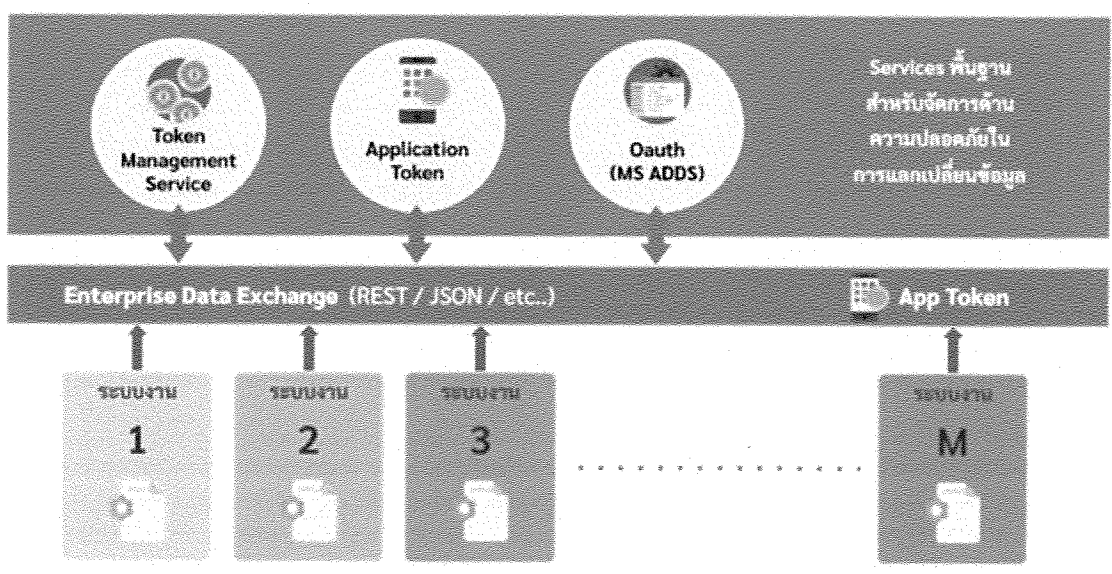 Token
Management
Service
Application
Token
Oauth
(MS ADDS)
Services พื้นฐาน
สำหรับจัดการด้าน
ความปลอดภัยใน
การแลกเปลี่ยนข้อมูล
Enterprise Data Exchange (REST / JSON / etc..)
App Token
ระบบงาน
1
ระบบงาน
2
ระบบงาน
3
ระบบงาน
M